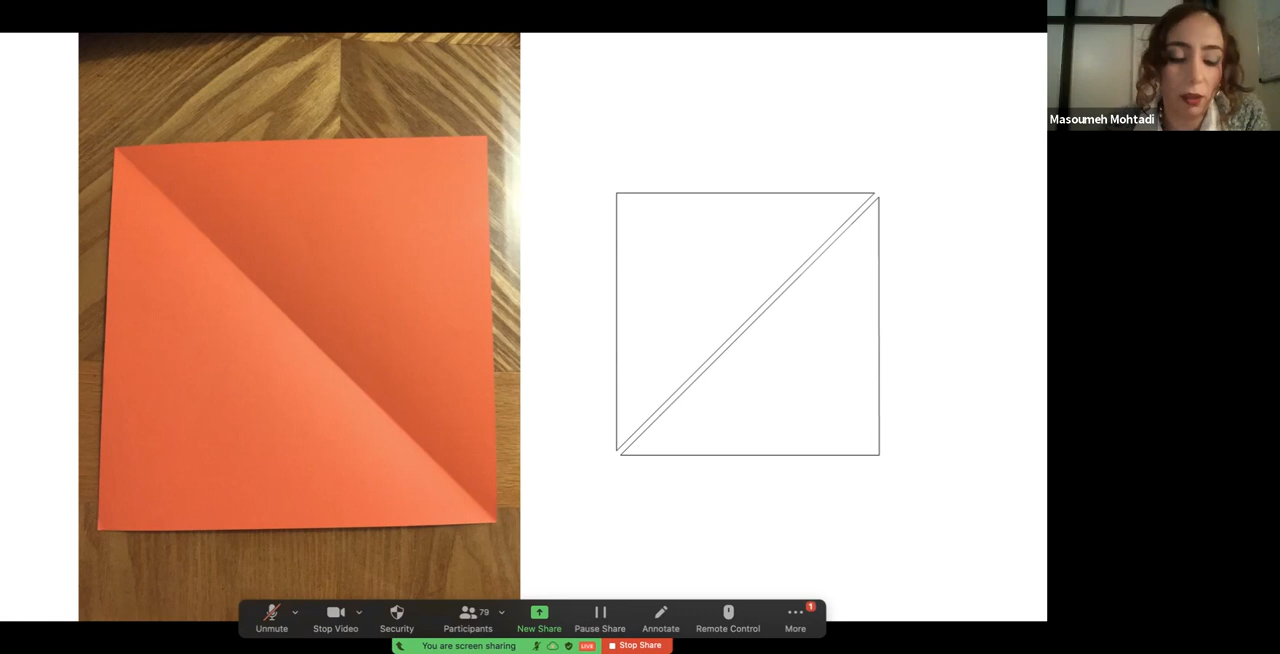 Masoumeh Mohtadi
Unmute
Stop Video
Security
79
Participants
New Share
Pause Share
Annotate
Remote Control
1
More
You are screen sharing
LIVE
Stop Share